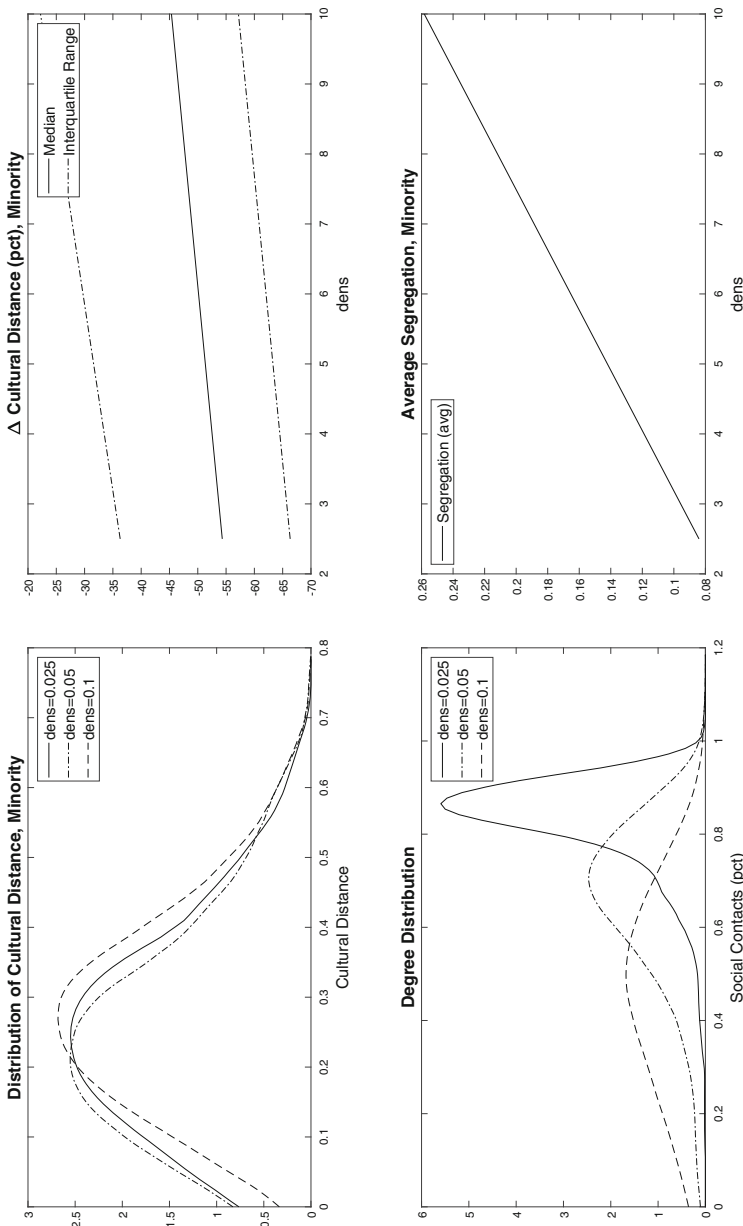 Distribution of Cultural Distance, Minority
3
2.5
2
1.5
1
0.5
0
dens=0.025
dens=0.05
dens=0.1
0 0.1 0.2 0.3 0.4 0.5 0.6 0.7 0.8
Cultural Distance
Δ Cultural Distance (pct), Minority
-20
-25
-30
-35
-40
-45
-50
-55
-60
-65
-70
Median
Interquartile Range
2 3 4 5 6 7 8 9 10
dens
Degree Distribution
6
5
4
3
2
1
0
dens=0.025
dens=0.05
dens=0.1
0 0.2 0.4 0.6 0.8 1 1.2
Social Contacts (pct)
Average Segregation, Minority
0.26
0.24
0.22
0.2
0.18
0.16
0.14
0.12
0.1
0.08
Segregation (avg)
2 3 4 5 6 7 8 9 10
dens